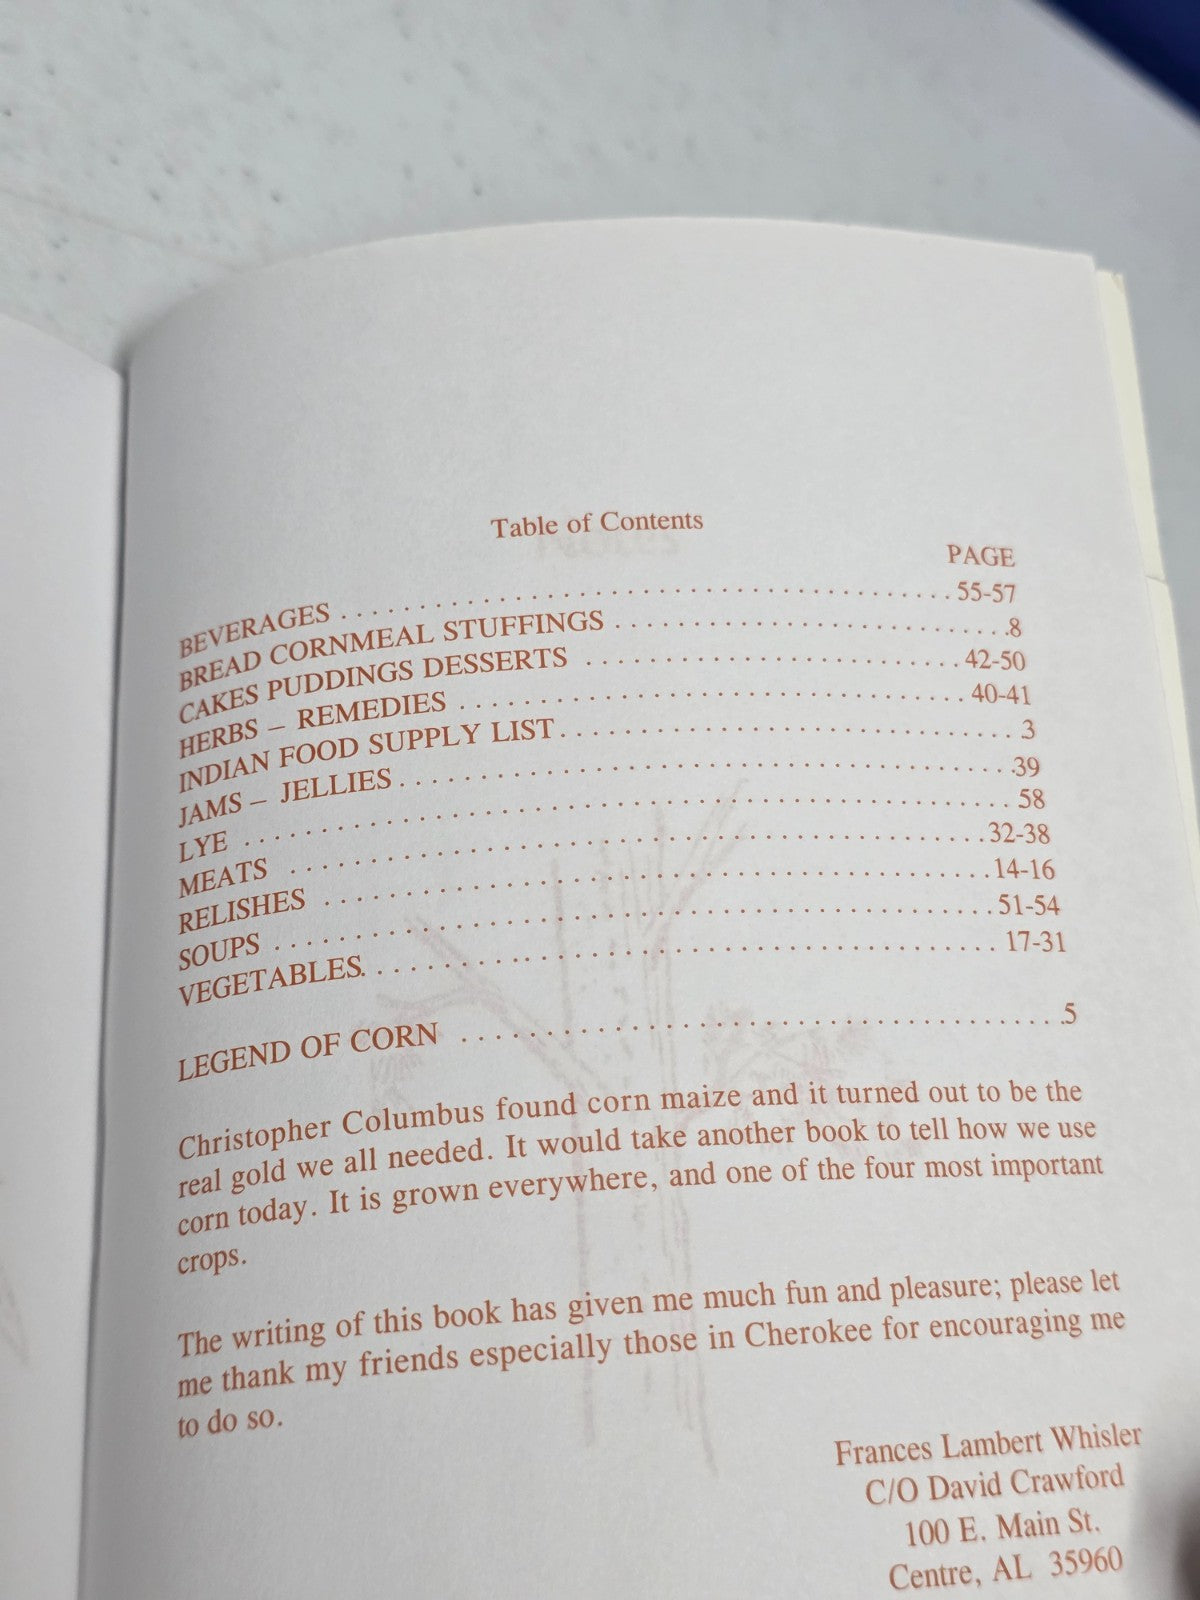 Table of Contents
PAGE
BEVERAGES . . . . . . . . . . . . . . . . . . . . . . . . . . . . . . . . . . . . . . . . . . . . . . . 55-57
BREAD CORNMEAL STUFFINGS . . . . . . . . . . . . . . . . . . . . . . . . .8
CAKES PUDDINGS DESSERTS . . . . . . . . . . . . . . . . . . . . . . . . 42-50
HERBS – REMEDIES . . . . . . . . . . . . . . . . . . . . . . . . . . . . . . . . 40-41
INDIAN FOOD SUPPLY LIST . . . . . . . . . . . . . . . . . . . . . . . . . . . . 3
JAMS – JELLIES . . . . . . . . . . . . . . . . . . . . . . . . . . . . . . . . . . . . . .39
LYE . . . . . . . . . . . . . . . . . . . . . . . . . . . . . . . . . . . . . . . . . . . . . . . 58
MEATS . . . . . . . . . . . . . . . . . . . . . . . . . . . . . . . . . . . . . . . . . . 32-38
RELISHES . . . . . . . . . . . . . . . . . . . . . . . . . . . . . . . . . . . . . . . . 14-16
SOUPS . . . . . . . . . . . . . . . . . . . . . . . . . . . . . . . . . . . . . . . . . . . 51-54
VEGETABLES. . . . . . . . . . . . . . . . . . . . . . . . . . . . . . . . . . . . . 17-31
LEGEND OF CORN . . . . . . . . . . . . . . . . . . . . . . . . . . . . . . . . . . .5
Christopher Columbus found corn maize and it turned out to be the
real gold we all needed. It would take another book to tell how we use
corn today. It is grown everywhere, and one of the four most important
crops.
The writing of this book has given me much fun and pleasure; please let
me thank my friends especially those in Cherokee for encouraging me
to do so.
Frances Lambert Whisler
C/O David Crawford
100 E. Main St.
Centre, AL 35960